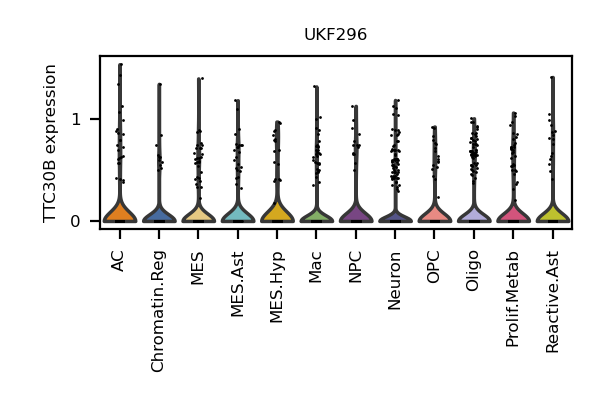 UKF296
TTC30B expression
1
0
AC
Chromatin.Reg
MES
MES.Ast
MES.Hyp
Mac
NPC
Neuron
OPC
Oligo
Prolif.Metab
Reactive.Ast